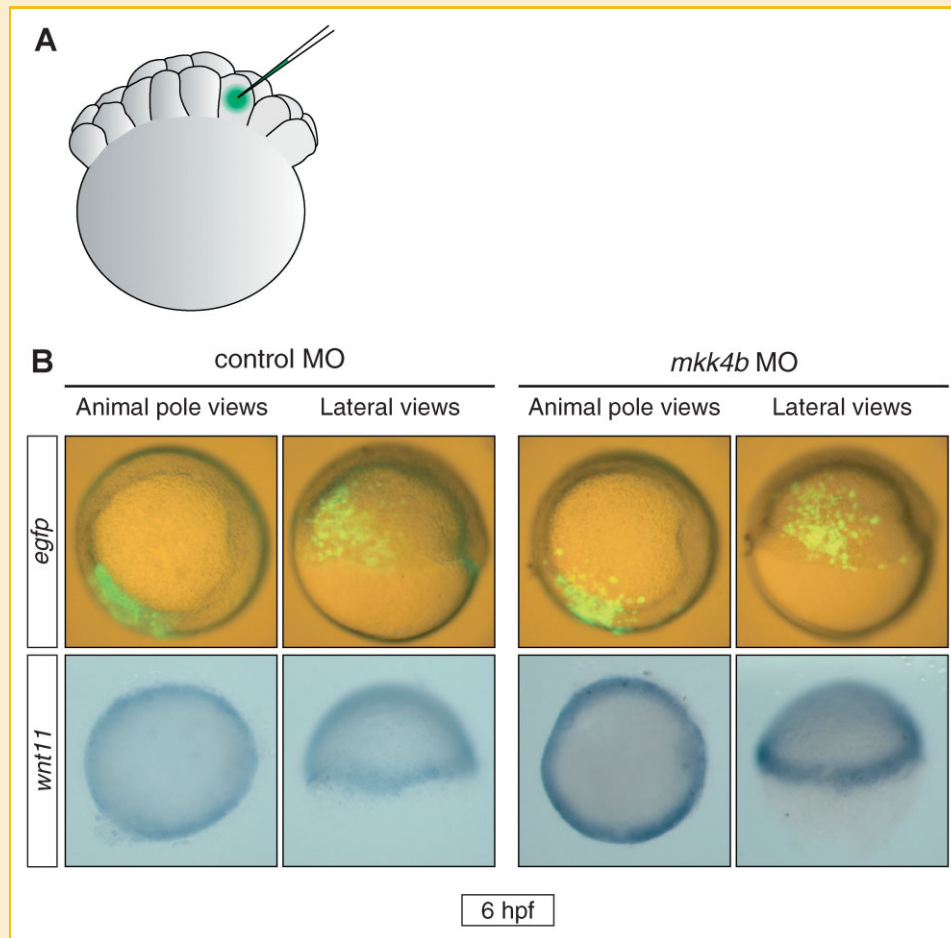 A
B
control MO
mkk4b MO
Animal pole views
Lateral views
Animal pole views
Lateral views
egfp
wnt11
6 hpf